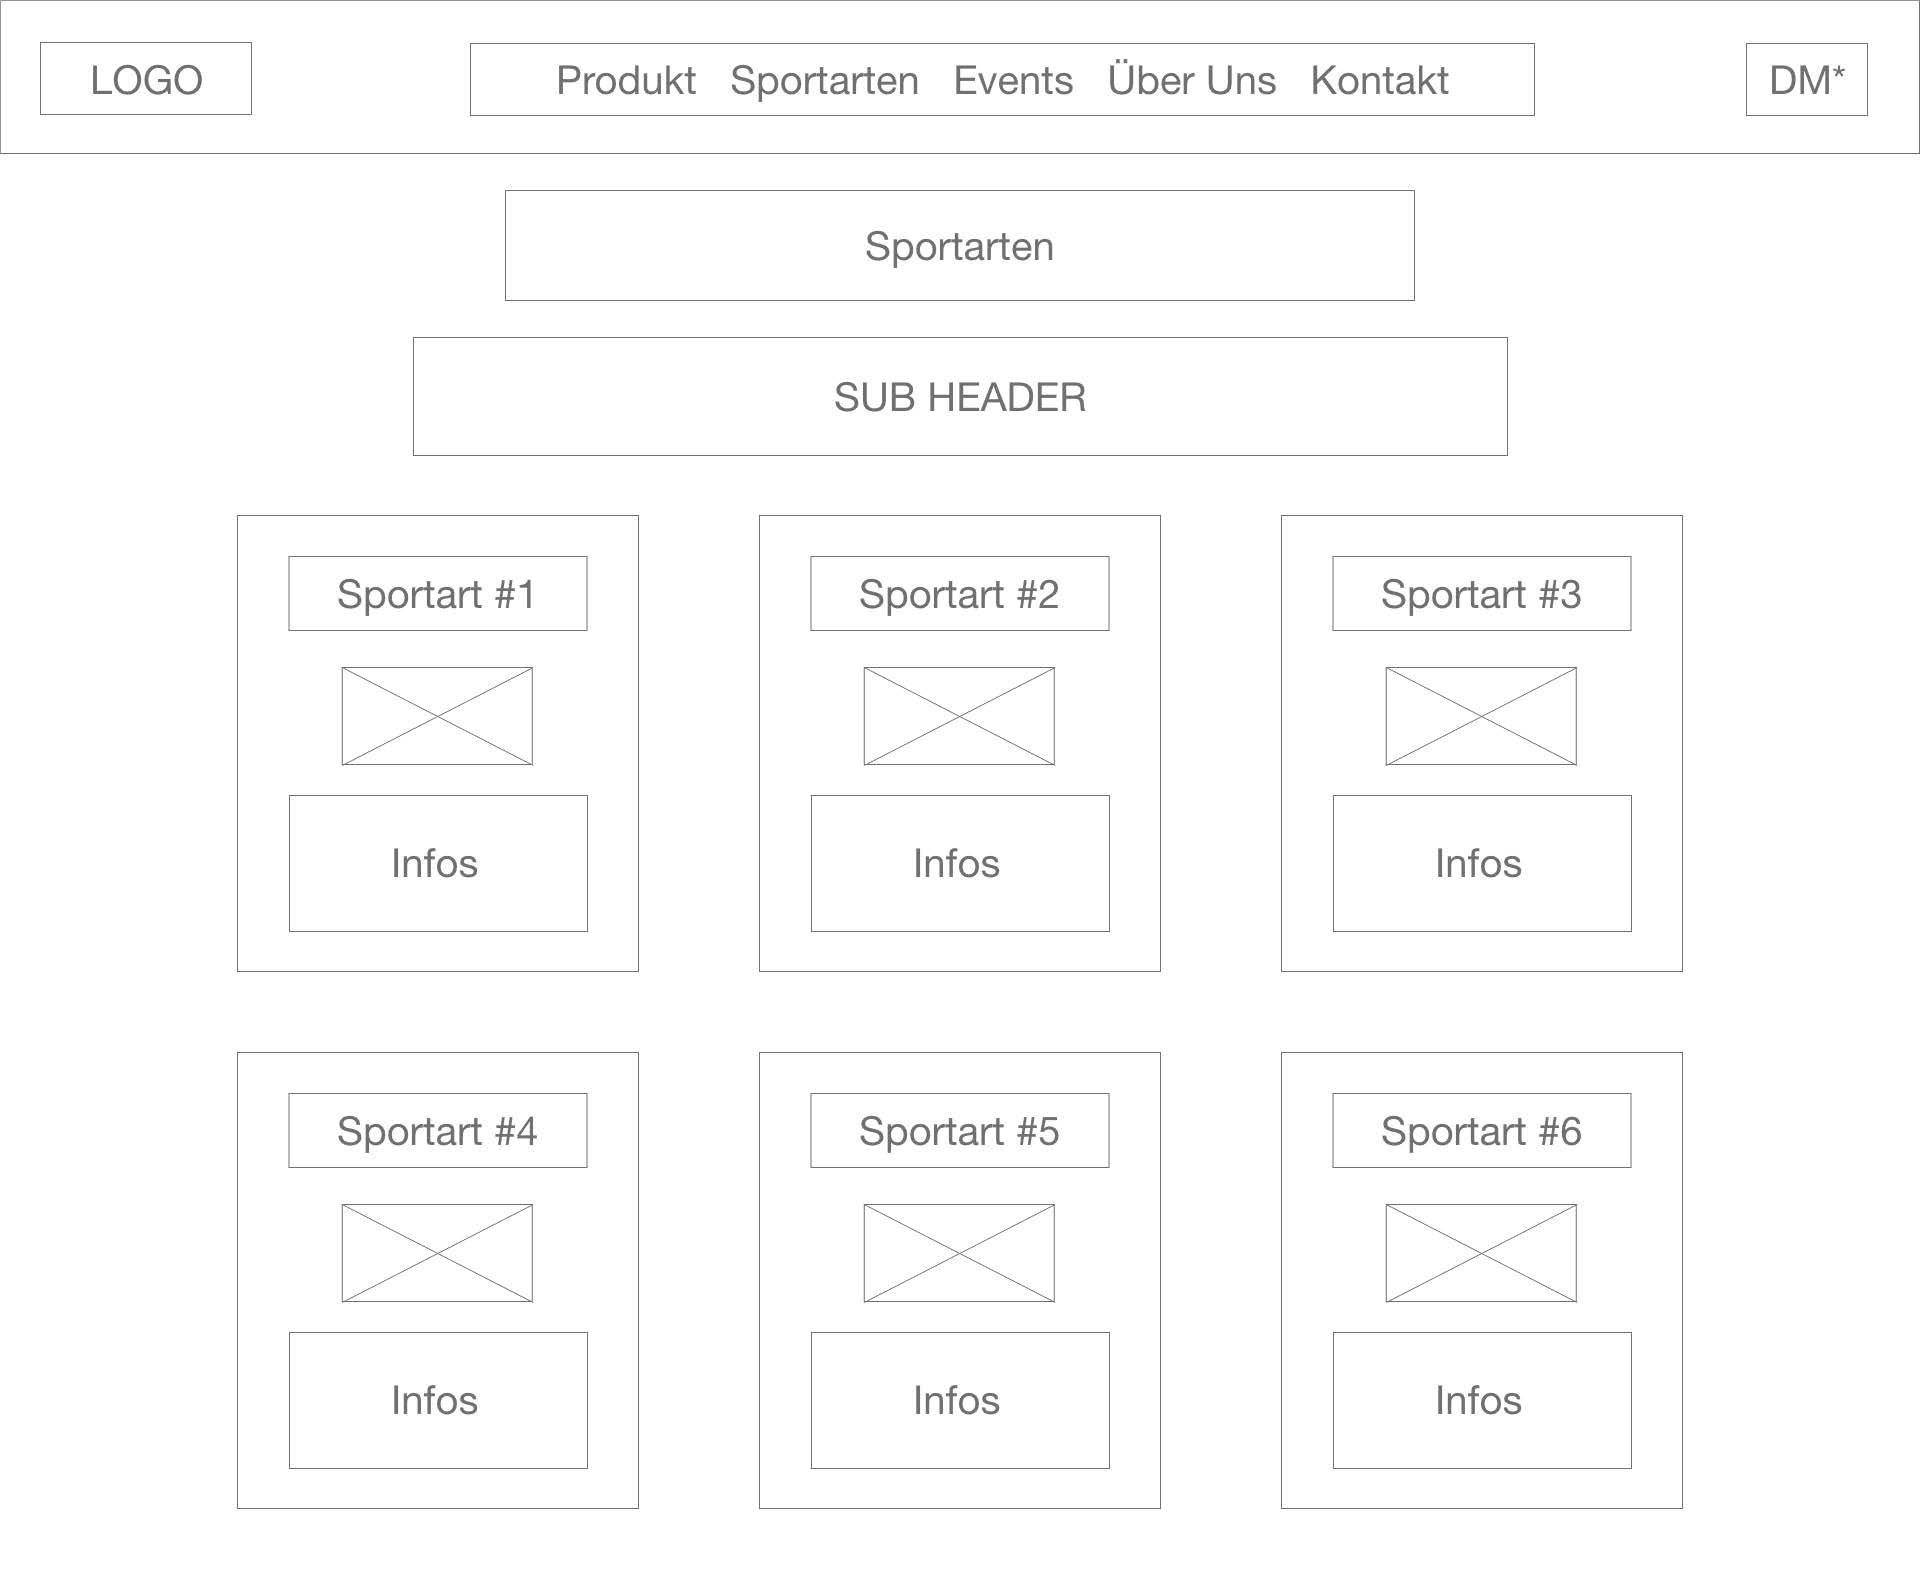 LOGO
Produkt Sportarten Events Über Uns Kontakt
DM*
Sportarten
SUB HEADER
Sportart #1
Infos
Sportart #2
Infos
Sportart #3
Infos
Sportart #4
Infos
Sportart #5
Infos
Sportart #6
Infos